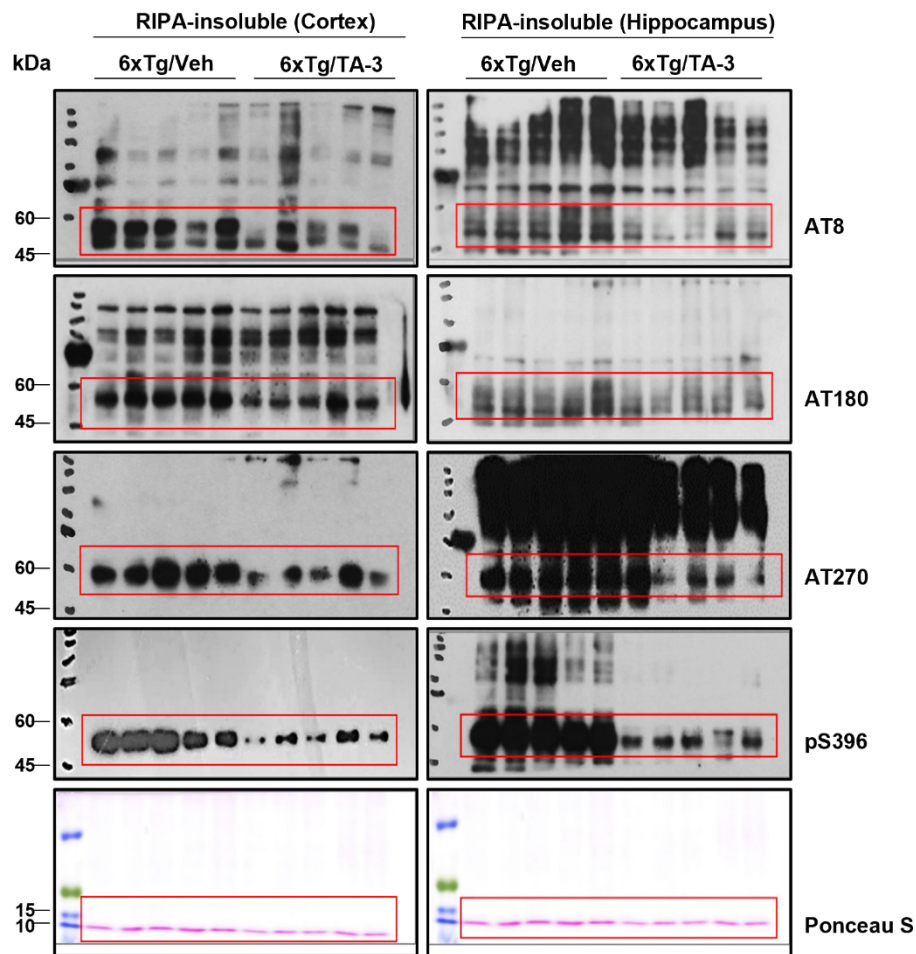 RIPA-insoluble (Cortex)
RIPA-insoluble (Hippocampus)
kDa
6xTg/Veh
6xTg/TA-3
6xTg/Veh
6xTg/TA-3
60
45
AT8
60
45
AT180
60
45
AT270
60
45
pS396
15
10
Ponceau S